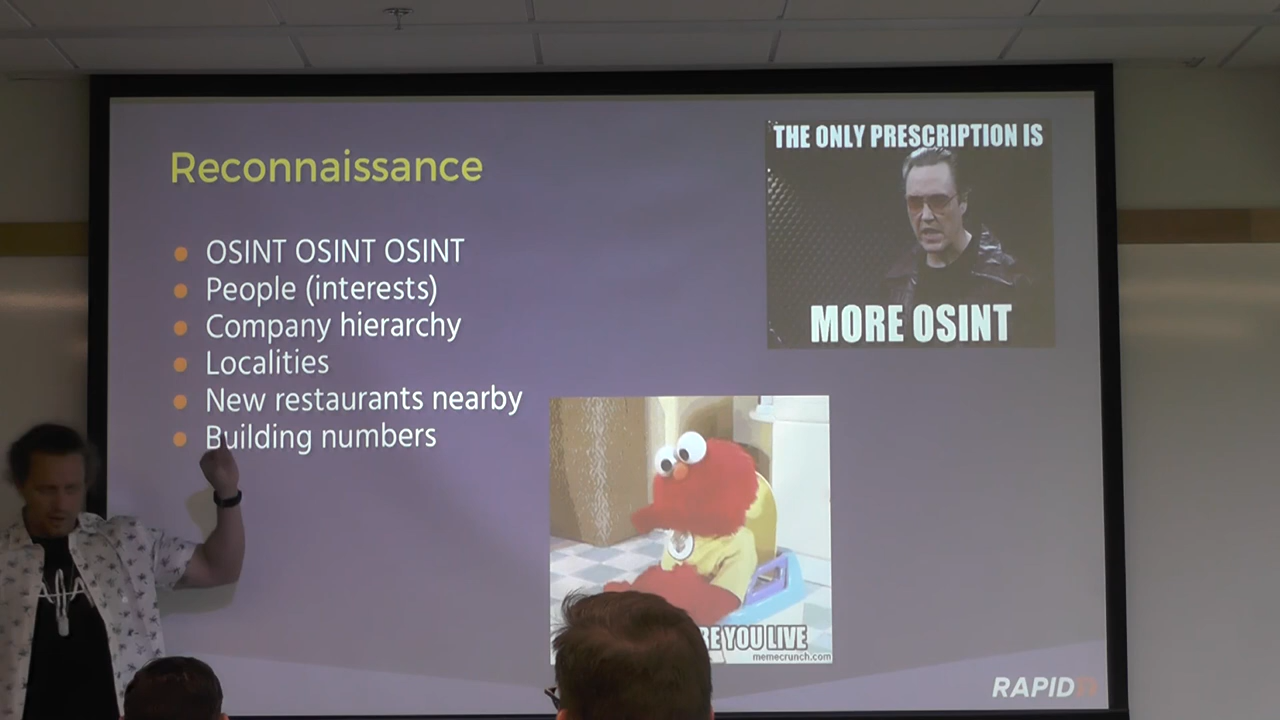 Reconnaissance
OSINT OSINT OSINT
People (interests)
Company hierarchy
Localities
New restaurants nearby
Building numbers
THE ONLY PRESCRIPTION IS
MORE OSINT
YOU LIVE
memecrunch.com
RAPID